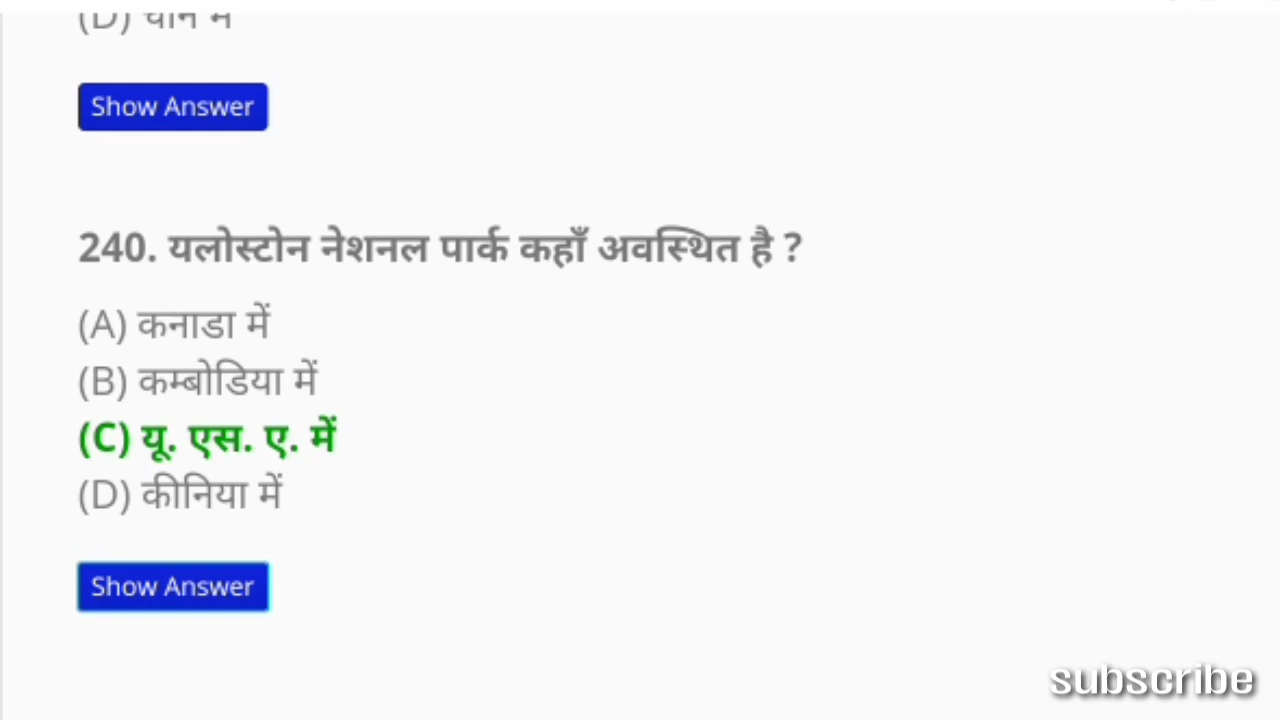 (D) चीन में
Show Answer
240. यलोस्टोन नेशनल पार्क कहाँ अवस्थित है ?
(A) कनाडा में
(B) कम्बोडिया में
(C) यू. एस. ए. में
(D) कीनिया में
Show Answer
subscribe